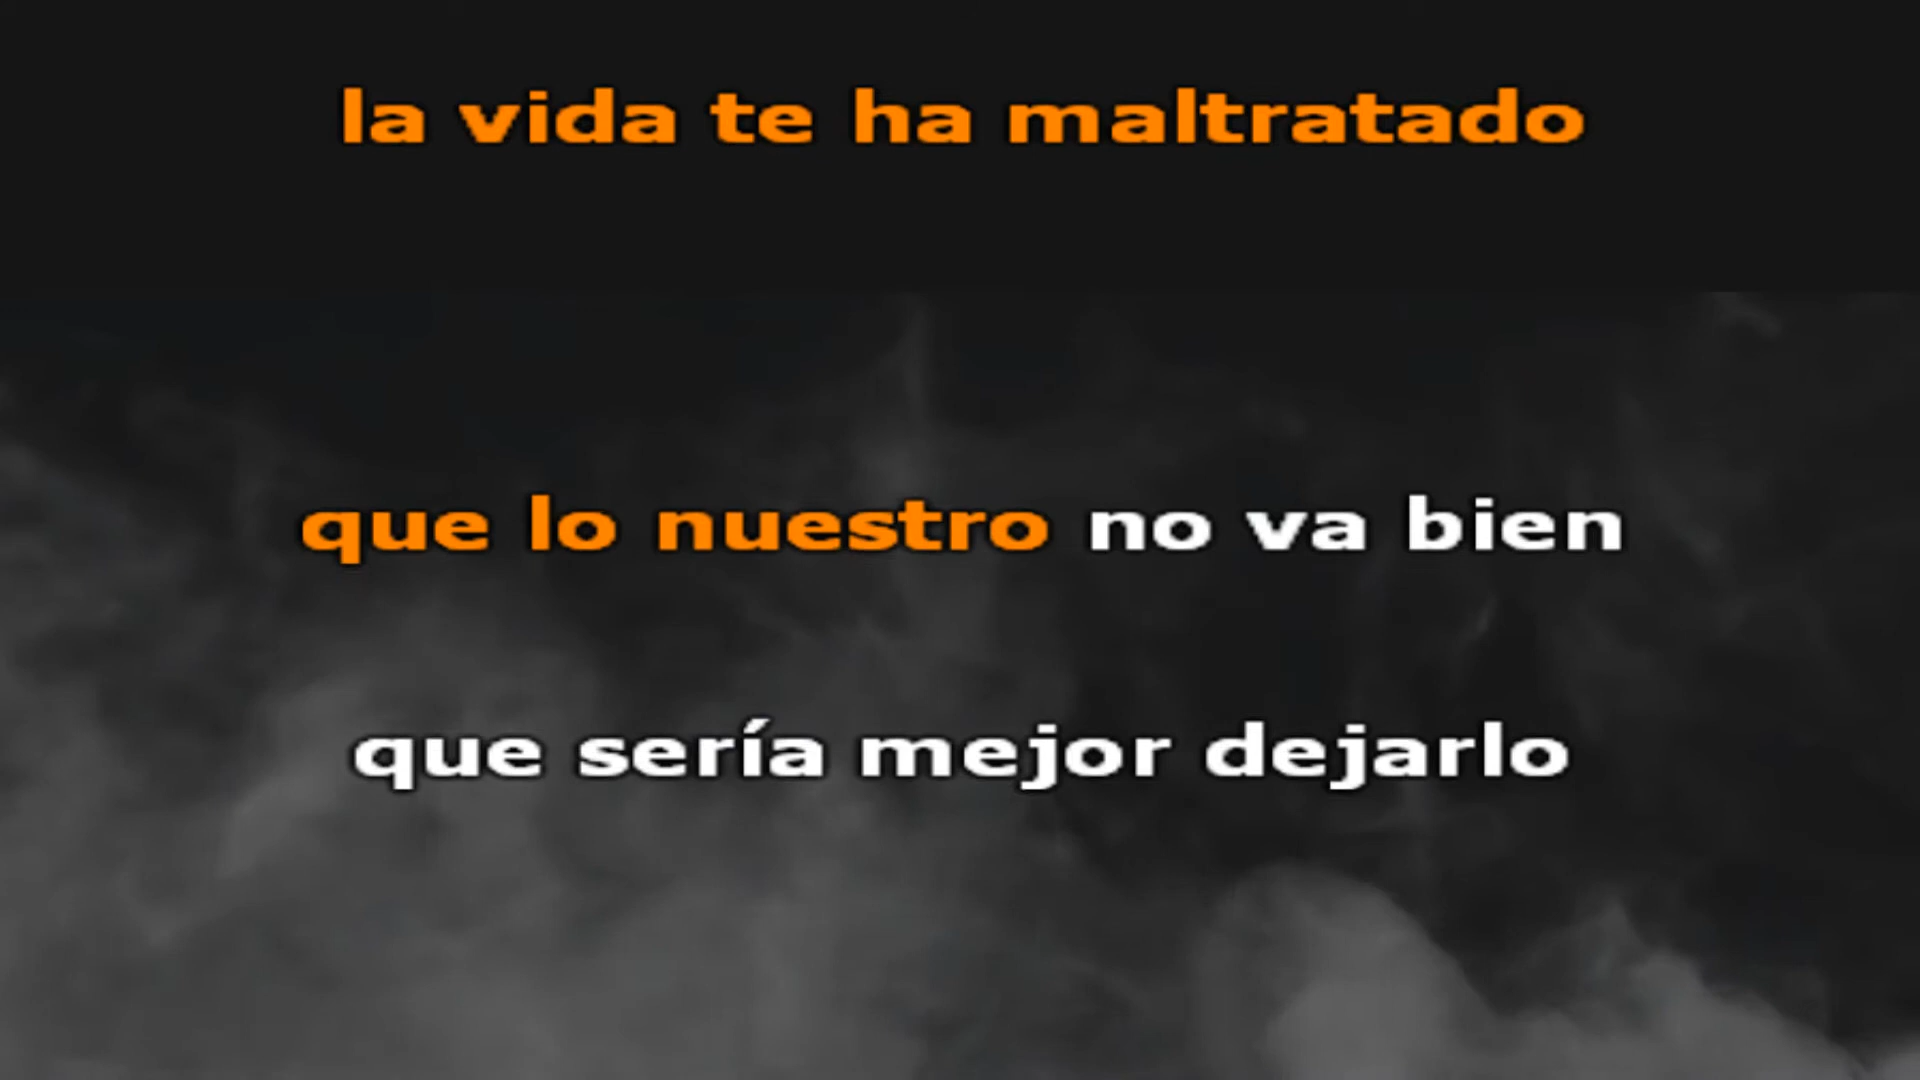 la vida te ha maltratado
que lo nuestro no va bien
que sería mejor dejarlo